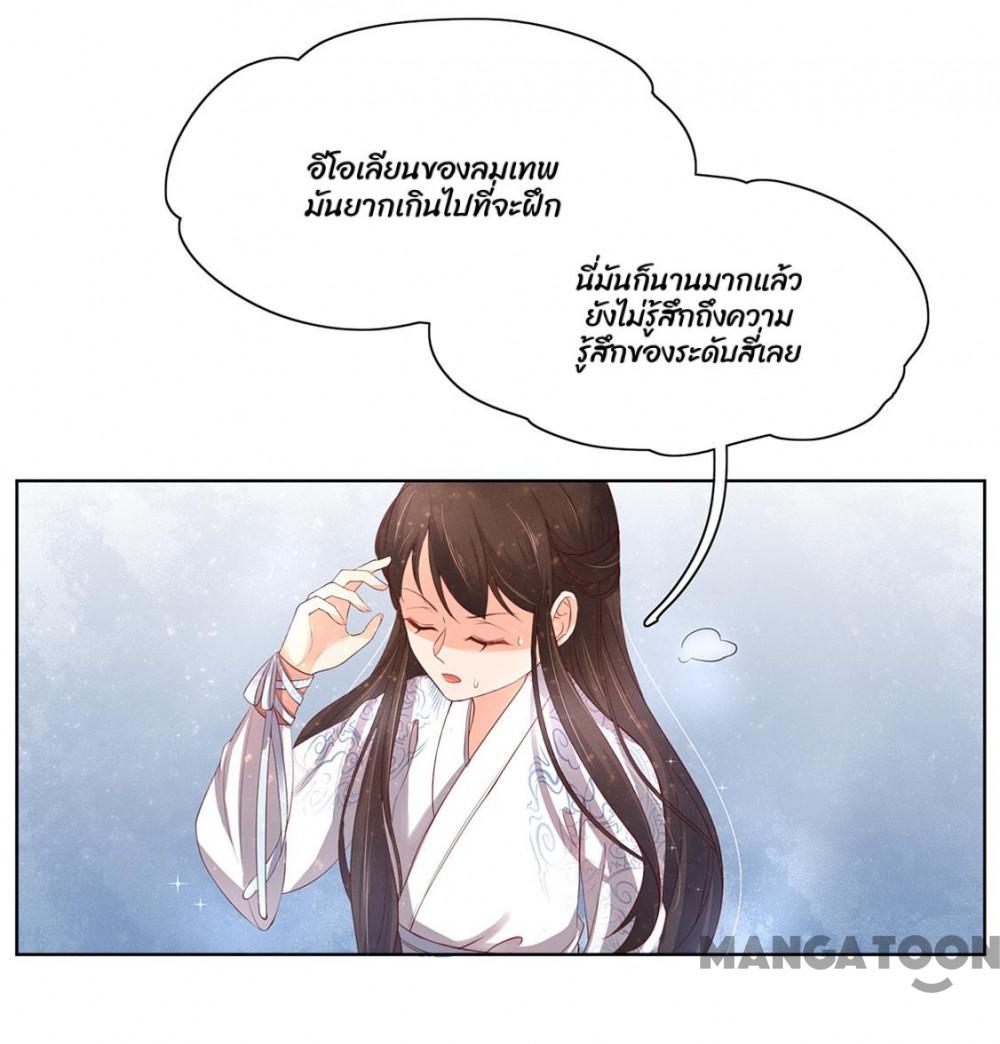 อีโอเลียนของลมเทพ
มันยากเกินไปที่จะฝึก
นี่มันก็นานมากแล้ว
ยังไม่รู้สึกถึงความ
รู้สึกของระดับสี่เลย
MANGATOON